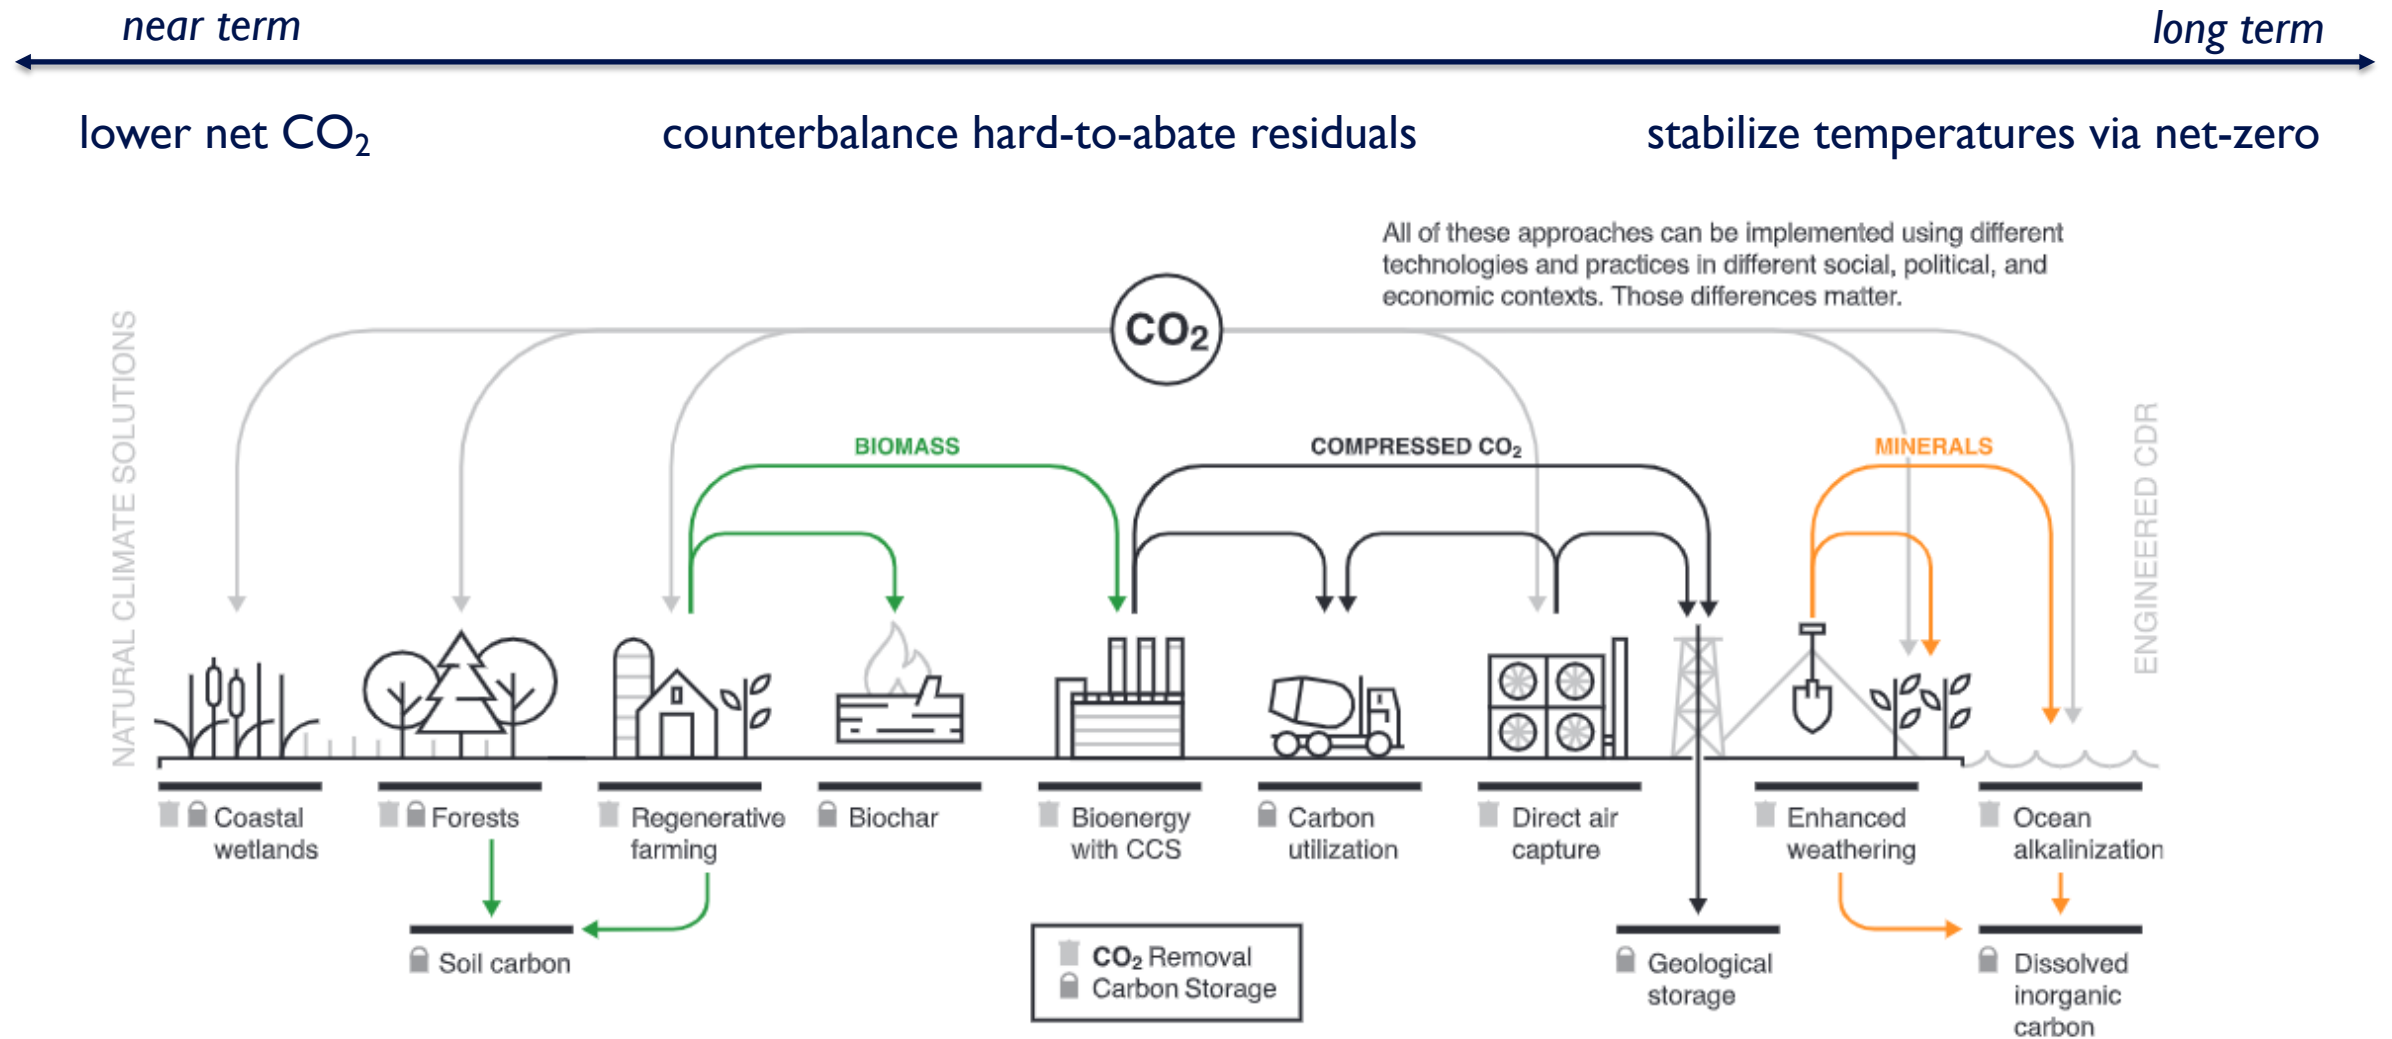 near term
long term
lower net CO₂
counterbalance hard-to-abate residuals
stabilize temperatures via net-zero
All of these approaches can be implemented using different
technologies and practices in different social, political, and
economic contexts. Those differences matter.
CO₂
NATURAL CLIMATE SOLUTIONS
ENGINEERED CDR
BIOMASS
COMPRESSED CO₂
MINERALS
Coastal
wetlands
Forests
Regenerative
farming
Biochar
Bioenergy
with CCS
Carbon
utilization
Direct air
capture
Enhanced
weathering
Ocean
alkalinization
Soil carbon
CO₂ Removal
Carbon Storage
Geological
storage
Dissolved
inorganic
carbon